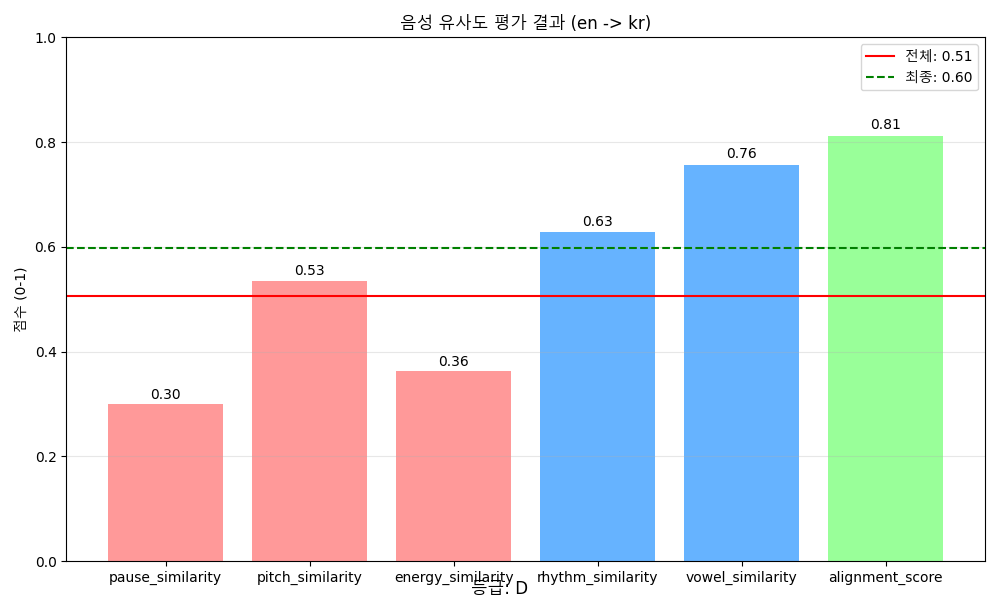 음성 유사도 평가 결과 (en -> kr)
전체: 0.51
최종: 0.60
점수 (0-1)
1.0
0.8
0.6
0.4
0.2
0.0
0.30
0.53
0.36
0.63
0.76
0.81
pause_similarity
pitch_similarity
energy_similarity
rhythm_similarity
vowel_similarity
alignment_score
등급: D